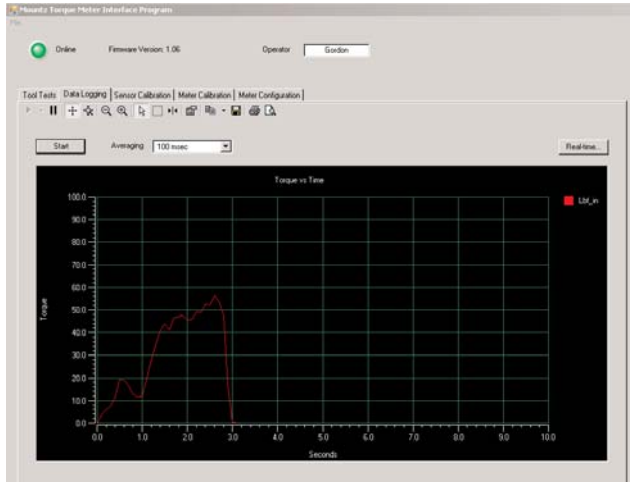 Mountz Torque Meter Interface Program
File
Online Firmware Version: 1.06 Operator Gordon
Tool Tests Data Logging Sensor Calibration Meter Calibration Meter Configuration
Start Averaging 100 msec Real-time...
Torque vs Time
Lbf_in
100.0
90.0
80.0
70.0
60.0
50.0
40.0
30.0
20.0
10.0
0.0
Torque
0.0 1.0 2.0 3.0 4.0 5.0 6.0 7.0 8.0 9.0 10.0
Seconds